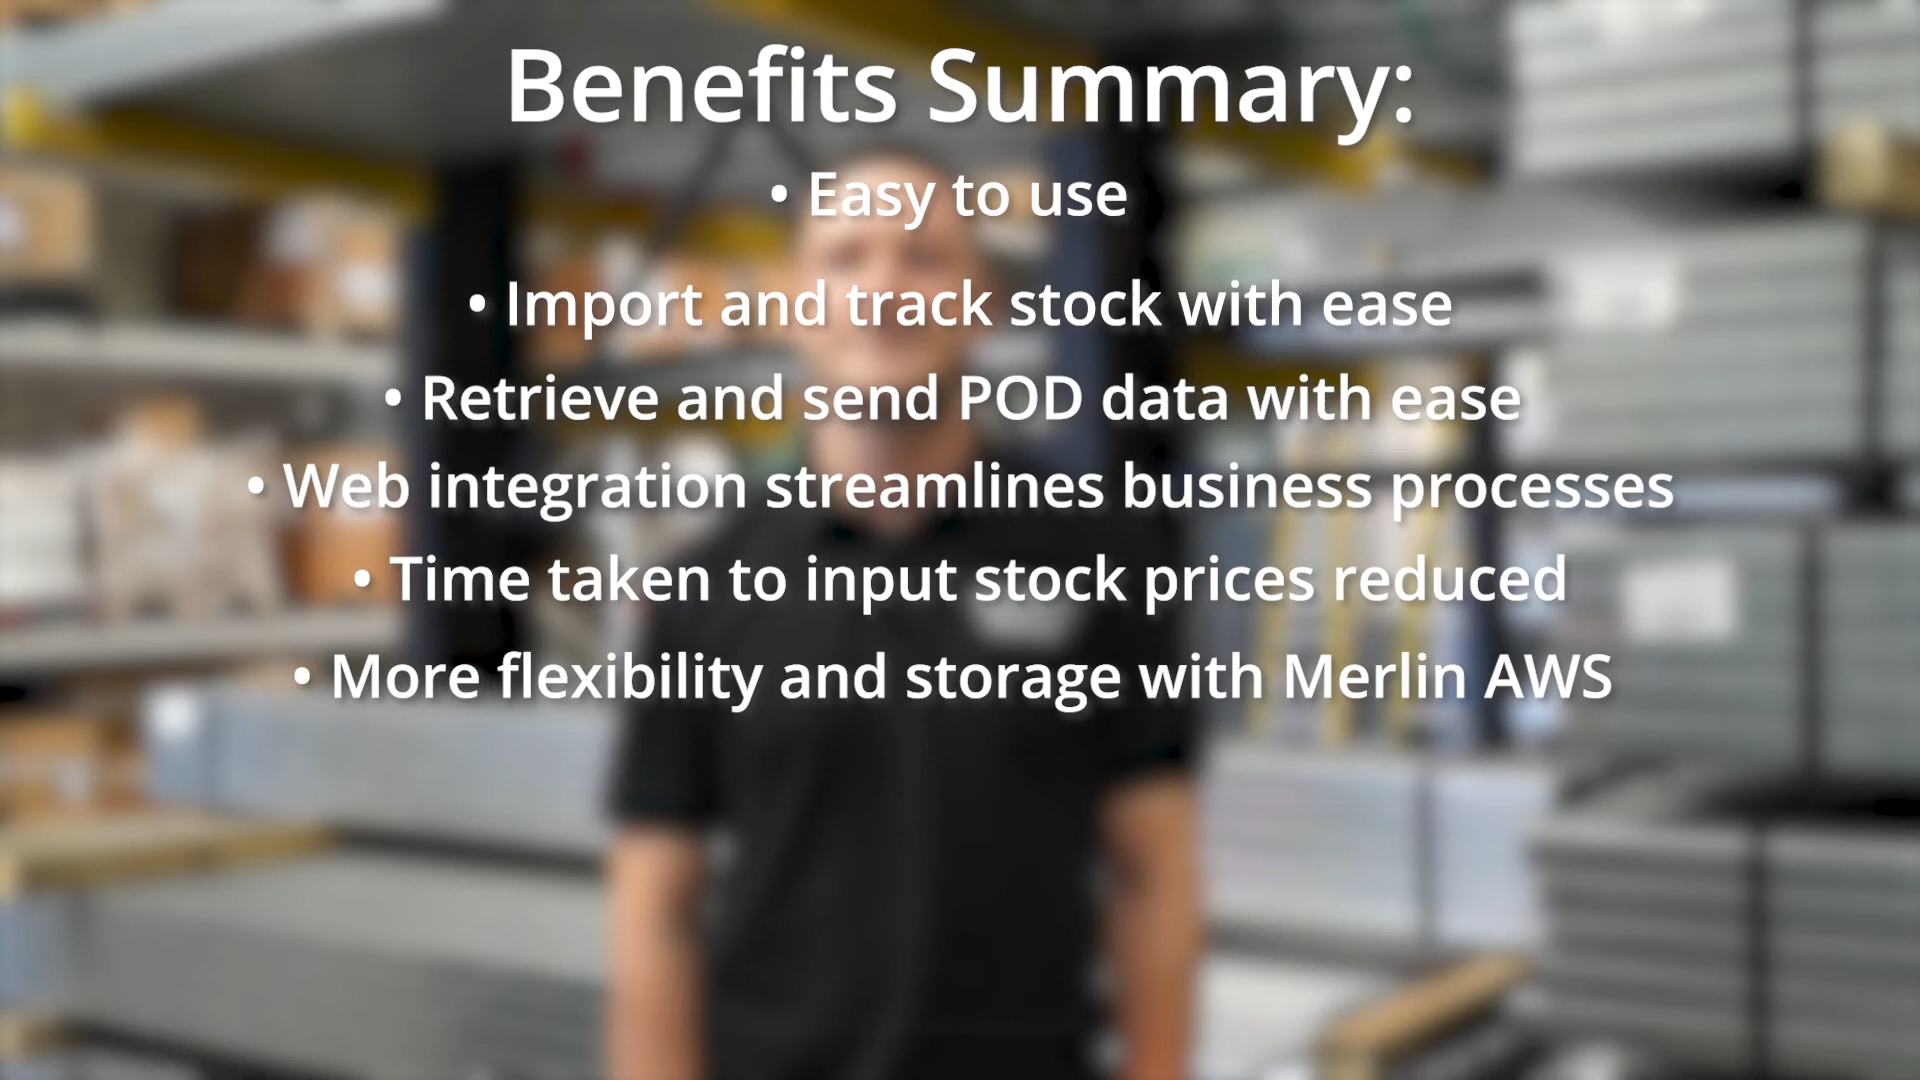 Benefits Summary:
• Easy to use
• Import and track stock with ease
• Retrieve and send POD data with ease
• Web integration streamlines business processes
• Time taken to input stock prices reduced
• More flexibility and storage with Merlin AWS